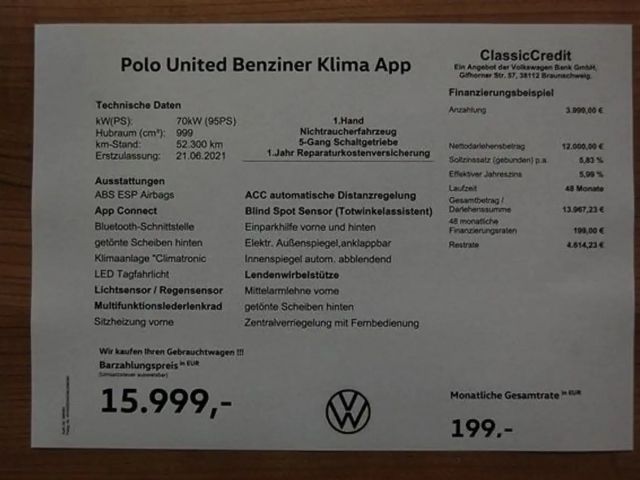 Polo United Benziner Klima App
ClassicCredit
Ein Angebot der Volkswagen Bank GmbH,
Gifhorner Str. 57, 38112 Braunschweig.
Finanzierungsbeispiel
Anzahlung 3.990,00 €
Nettodarlehensbetrag 12.000,00 €
Sollzinssatz (gebunden) p.a. 5,83 %
Effektiver Jahreszins 5,99 %
Laufzeit 48 Monate
Gesamtbetrag /
Darlehenssumme 13.967,23 €
48 monatliche
Finanzierungsraten 199,00 €
Restrate 4.614,23 €
Technische Daten
kW(PS): 70kW (95PS)
Hubraum (cm³): 999
km-Stand: 52.300 km
Erstzulassung: 21.06.2021
1.Hand
Nichtraucherfahrzeug
5-Gang Schaltgetriebe
1.Jahr Reparaturkostenversicherung
Ausstattungen
ABS ESP Airbags ACC automatische Distanzregelung
App Connect Blind Spot Sensor (Totwinkelassistent)
Bluetooth-Schnittstelle Einparkhilfe vorne und hinten
getönte Scheiben hinten Elektr. Außenspiegel,anklappbar
Klimaanlage "Climatronic Innenspiegel autom. abblendend
LED Tagfahrlicht Lendenwirbelstütze
Lichtsensor / Regensensor Mittelarmlehne vorne
Multifunktionslederlenkrad getönte Scheiben hinten
Sitzheizung vorne Zentralverriegelung mit Fernbedienung
Wir kaufen Ihren Gebrauchtwagen !!!
Barzahlungspreis in EUR
(Umsatzsteuer ausweisbar)
15.999,-
Monatliche Gesamtrate in EUR
199,-